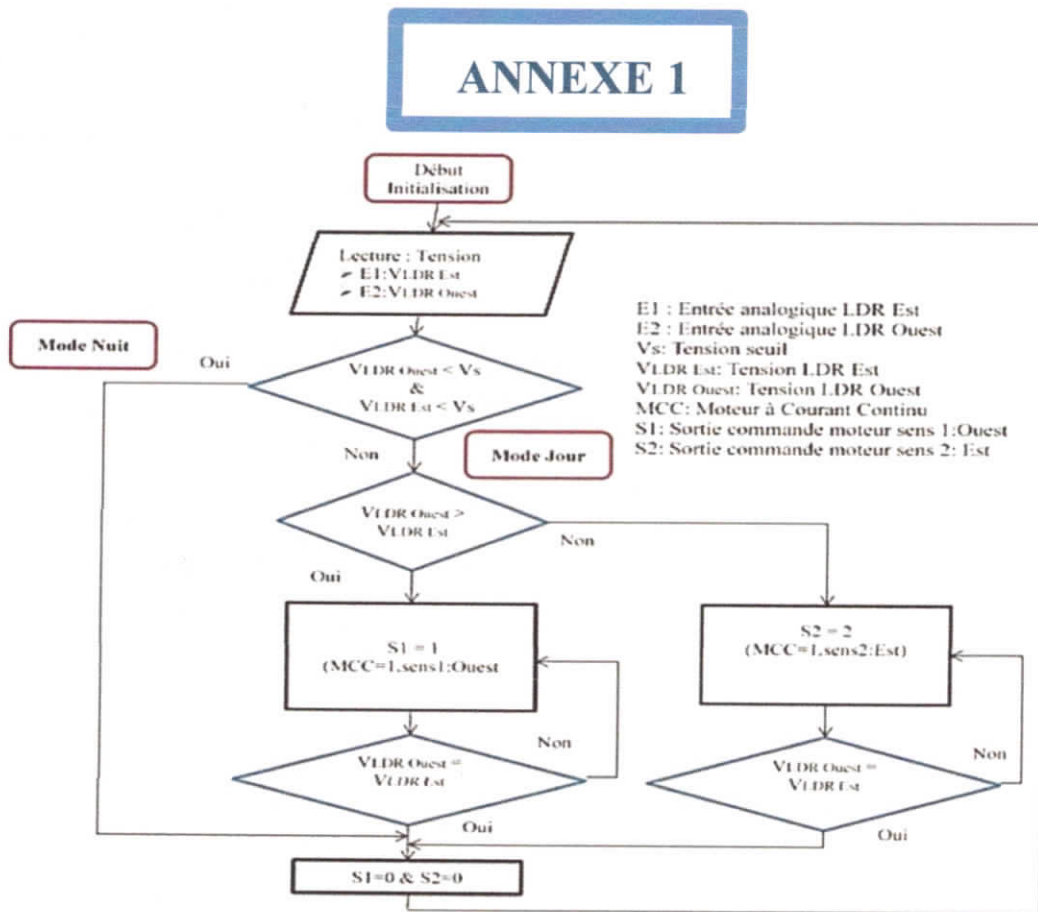 ANNEXE 1
Début
Initialisation
Lecture : Tension
➢ E1:VLDR Est
➢ E2:VLDR Ouest
E1 : Entrée analogique LDR Est
E2 : Entrée analogique LDR Ouest
Vs: Tension seuil
VLDR Est: Tension LDR Est
VLDR Ouest: Tension LDR Ouest
MCC: Moteur à Courant Continu
S1: Sortie commande moteur sens 1:Ouest
S2: Sortie commande moteur sens 2: Est
Mode Nuit
Oui
VLDR Ouest < Vs
&
VLDR Est < Vs
Non
Mode Jour
VLDR Ouest >
VLDR Est
Non
Oui
S1 = 1
(MCC=1,sens1:Ouest
S2 = 2
(MCC=1,sens2:Est)
Non
VLDR Ouest =
VLDR Est
Oui
Non
VLDR Ouest =
VLDR Est
Oui
S1=0 & S2=0